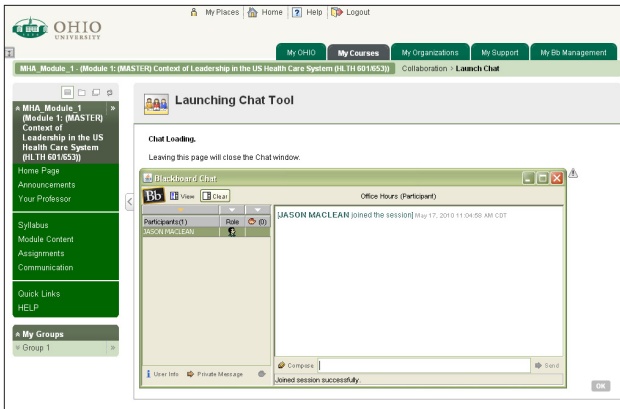 My Places Home ? Help Logout
OHIO
UNIVERSITY
My OHIO My Courses My Organizations My Support My Bb Management
MHA_Module_1 - (Module 1: (MASTER) Context of Leadership in the US Health Care System (HLTH 601/653)) Collaboration > Launch Chat
MHA_Module_1
(Module 1: (MASTER)
Context of
Leadership in the US
Health Care System
(HLTH 601/653))
Home Page
Announcements
Your Professor
Syllabus
Module Content
Assignments
Communication
Quick Links
HELP
My Groups
Group 1
Launching Chat Tool
Chat Loading.
Leaving this page will close the Chat window.
Blackboard Chat
Bb View Clear
Office Hours (Participant)
Participants(1) Role (0)
JASON MACLEAN
[JASON MACLEAN joined the session] May 17, 2010 11:04:58 AM CDT
User Info Private Message
Compose Send
Joined session successfully.
OK